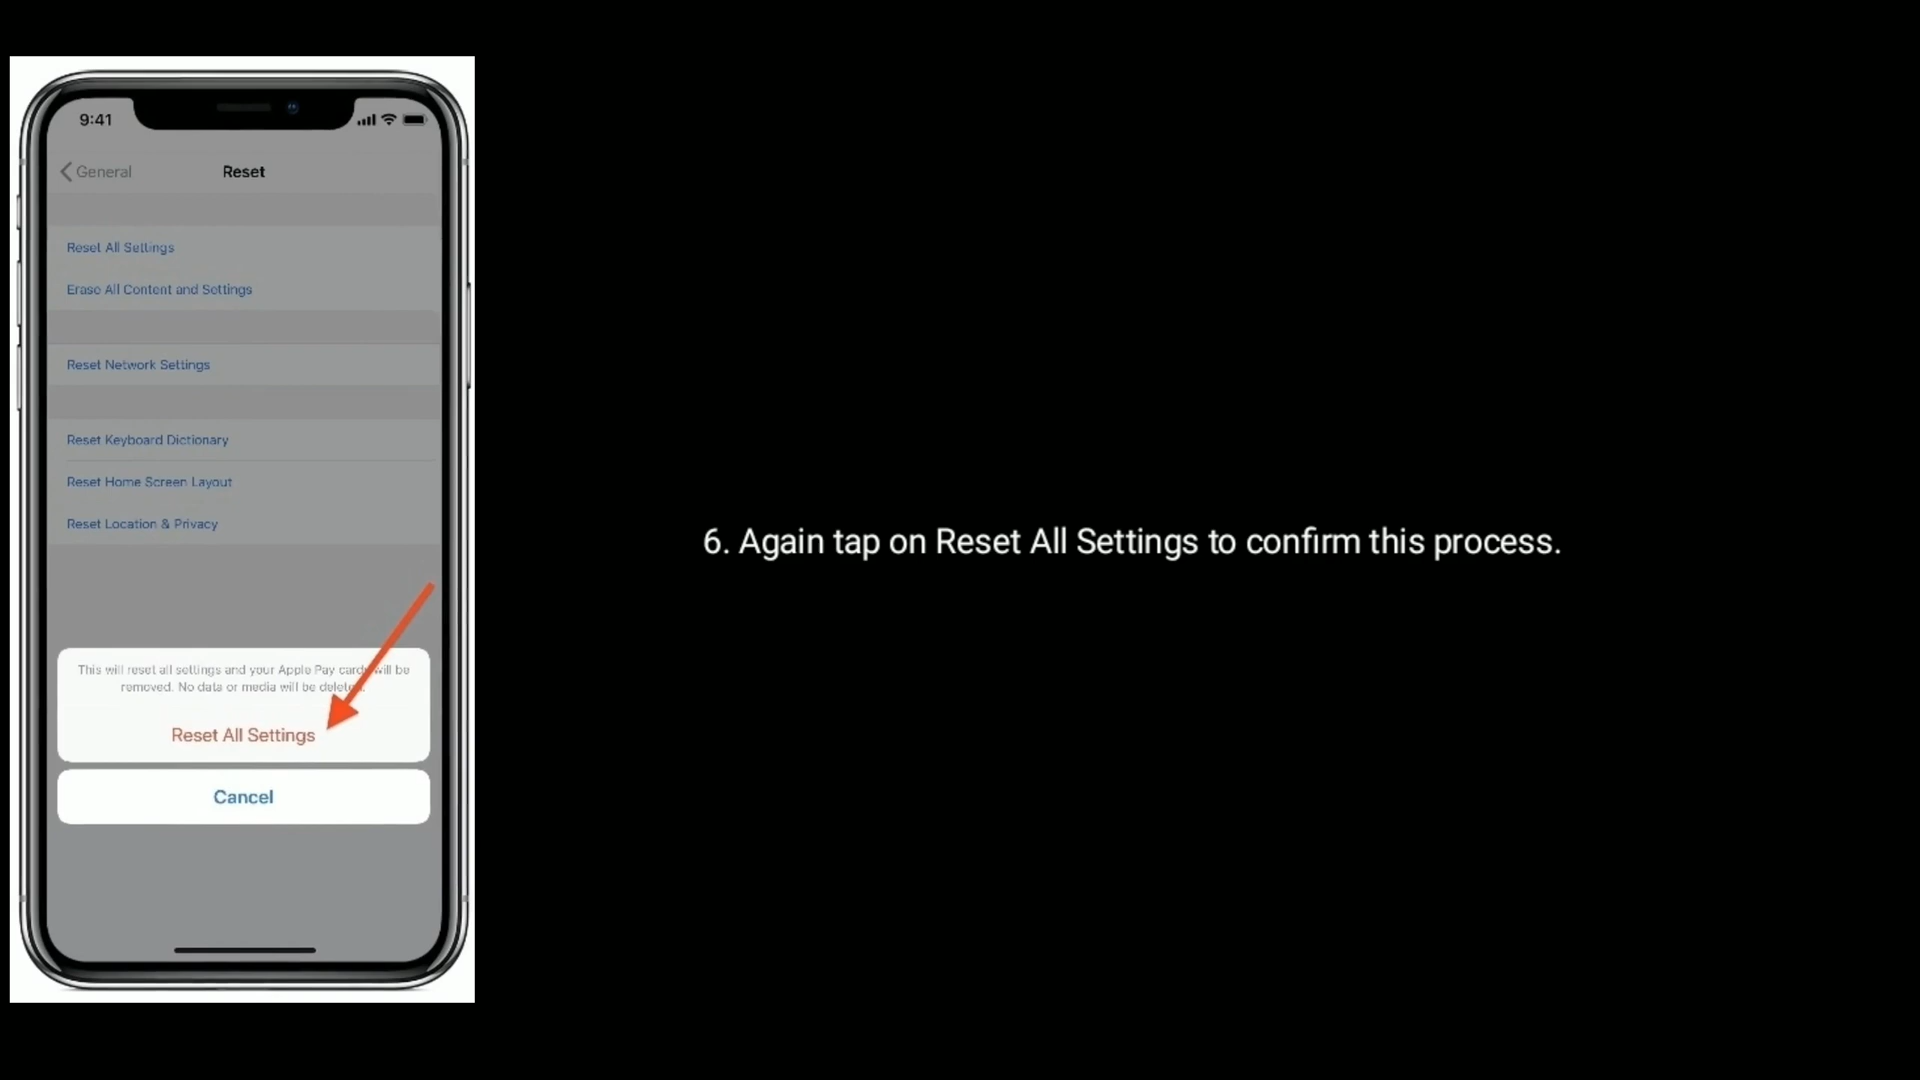 9:41
General
Reset
Reset All Settings
Erase All Content and Settings
Reset Network Settings
Reset Keyboard Dictionary
Reset Home Screen Layout
Reset Location & Privacy
This will reset all settings and your Apple Pay cards will be
removed. No data or media will be deleted.
Reset All Settings
Cancel
6. Again tap on Reset All Settings to confirm this process.